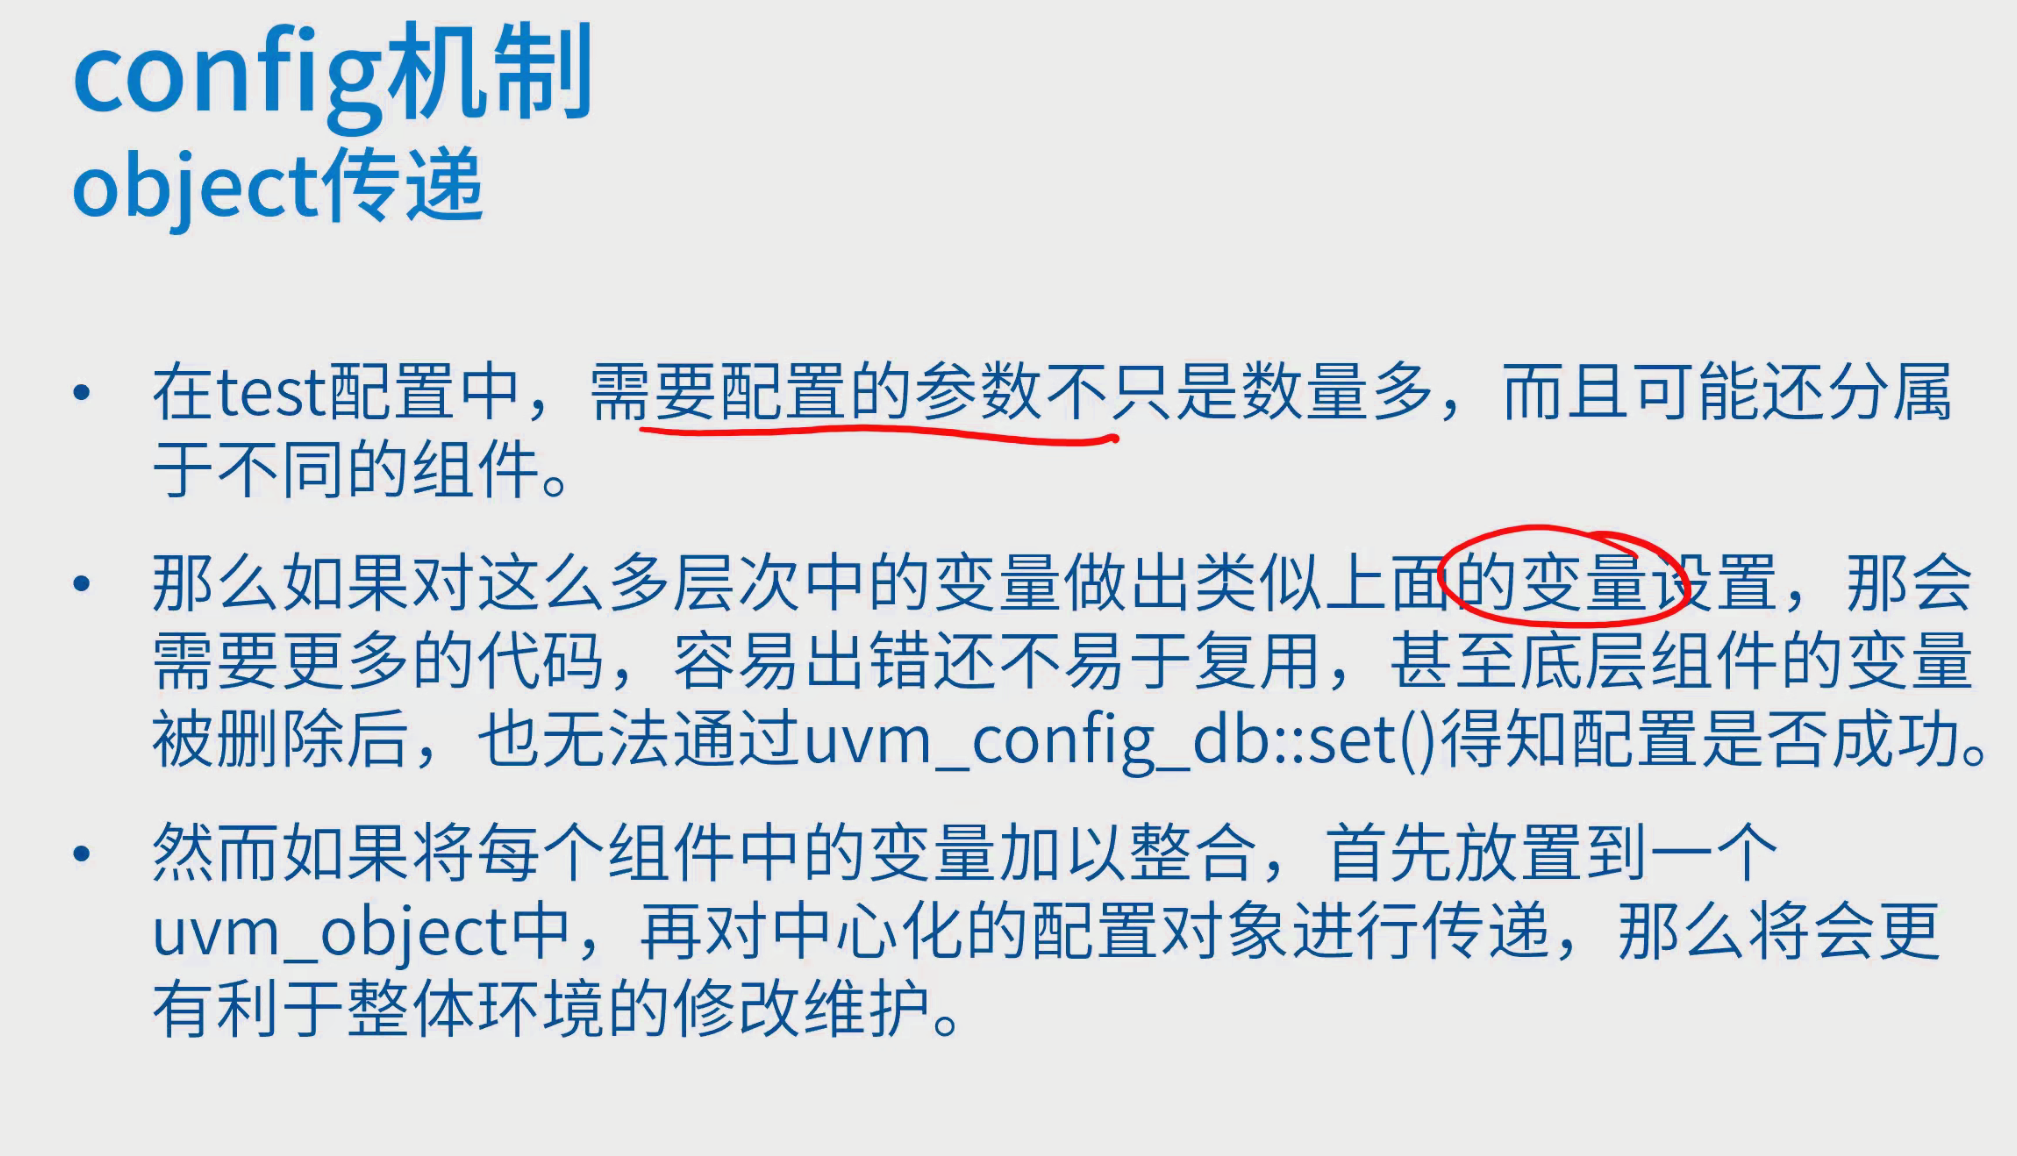 config机制
object传递
• 在test配置中，需要配置的参数不只是数量多，而且可能还分属
于不同的组件。
• 那么如果对这么多层次中的变量做出类似上面的变量设置，那会
需要更多的代码，容易出错还不易于复用，甚至底层组件的变量
被删除后，也无法通过uvm_config_db::set()得知配置是否成功。
• 然而如果将每个组件中的变量加以整合，首先放置到一个
uvm_object中，再对中心化的配置对象进行传递，那么将会更
有利于整体环境的修改维护。